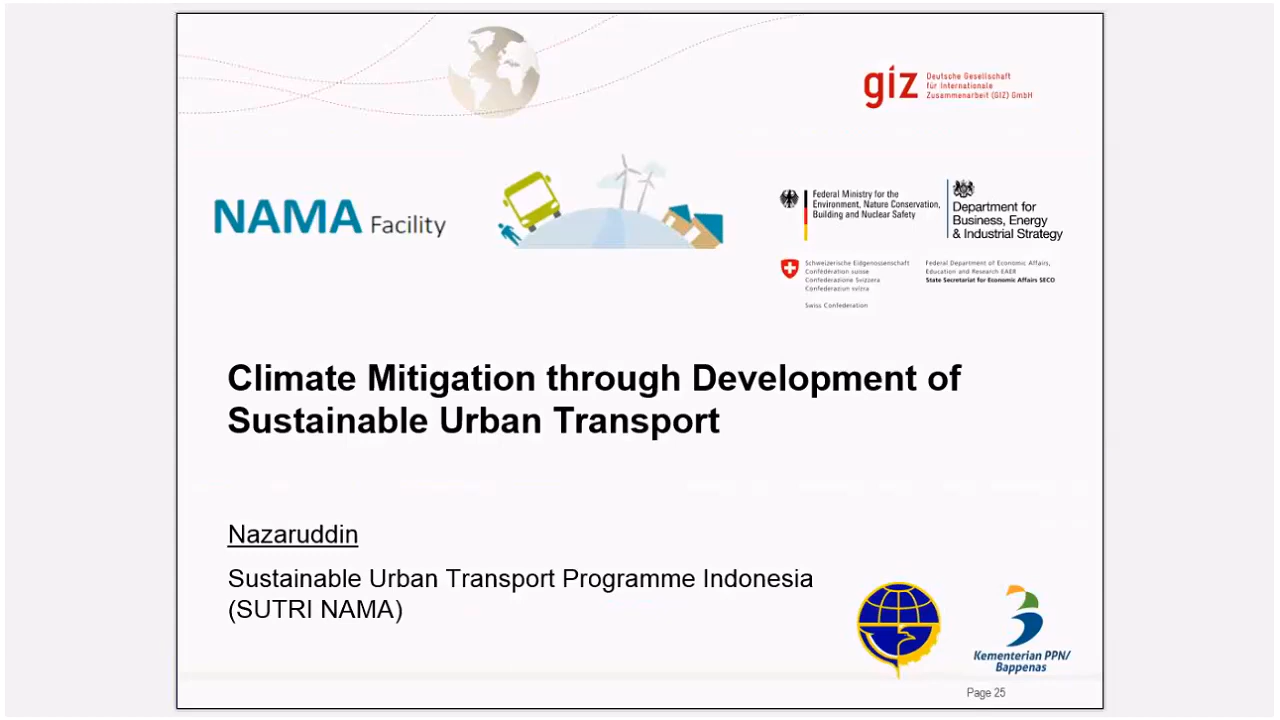 giz Deutsche Gesellschaft
für Internationale
Zusammenarbeit (GIZ) GmbH
NAMA Facility
Federal Ministry for the
Environment, Nature Conservation,
Building and Nuclear Safety
Department for
Business, Energy
& Industrial Strategy
Schweizerische Eidgenossenschaft
Confédération suisse
Confederazione Svizzera
Confederaziun svizra
Swiss Confederation
Federal Department of Economic Affairs,
Education and Research EAER
State Secretariat for Economic Affairs SECO
Climate Mitigation through Development of
Sustainable Urban Transport
Nazaruddin
Sustainable Urban Transport Programme Indonesia
(SUTRI NAMA)
Kementerian PPN/
Bappenas
Page 25